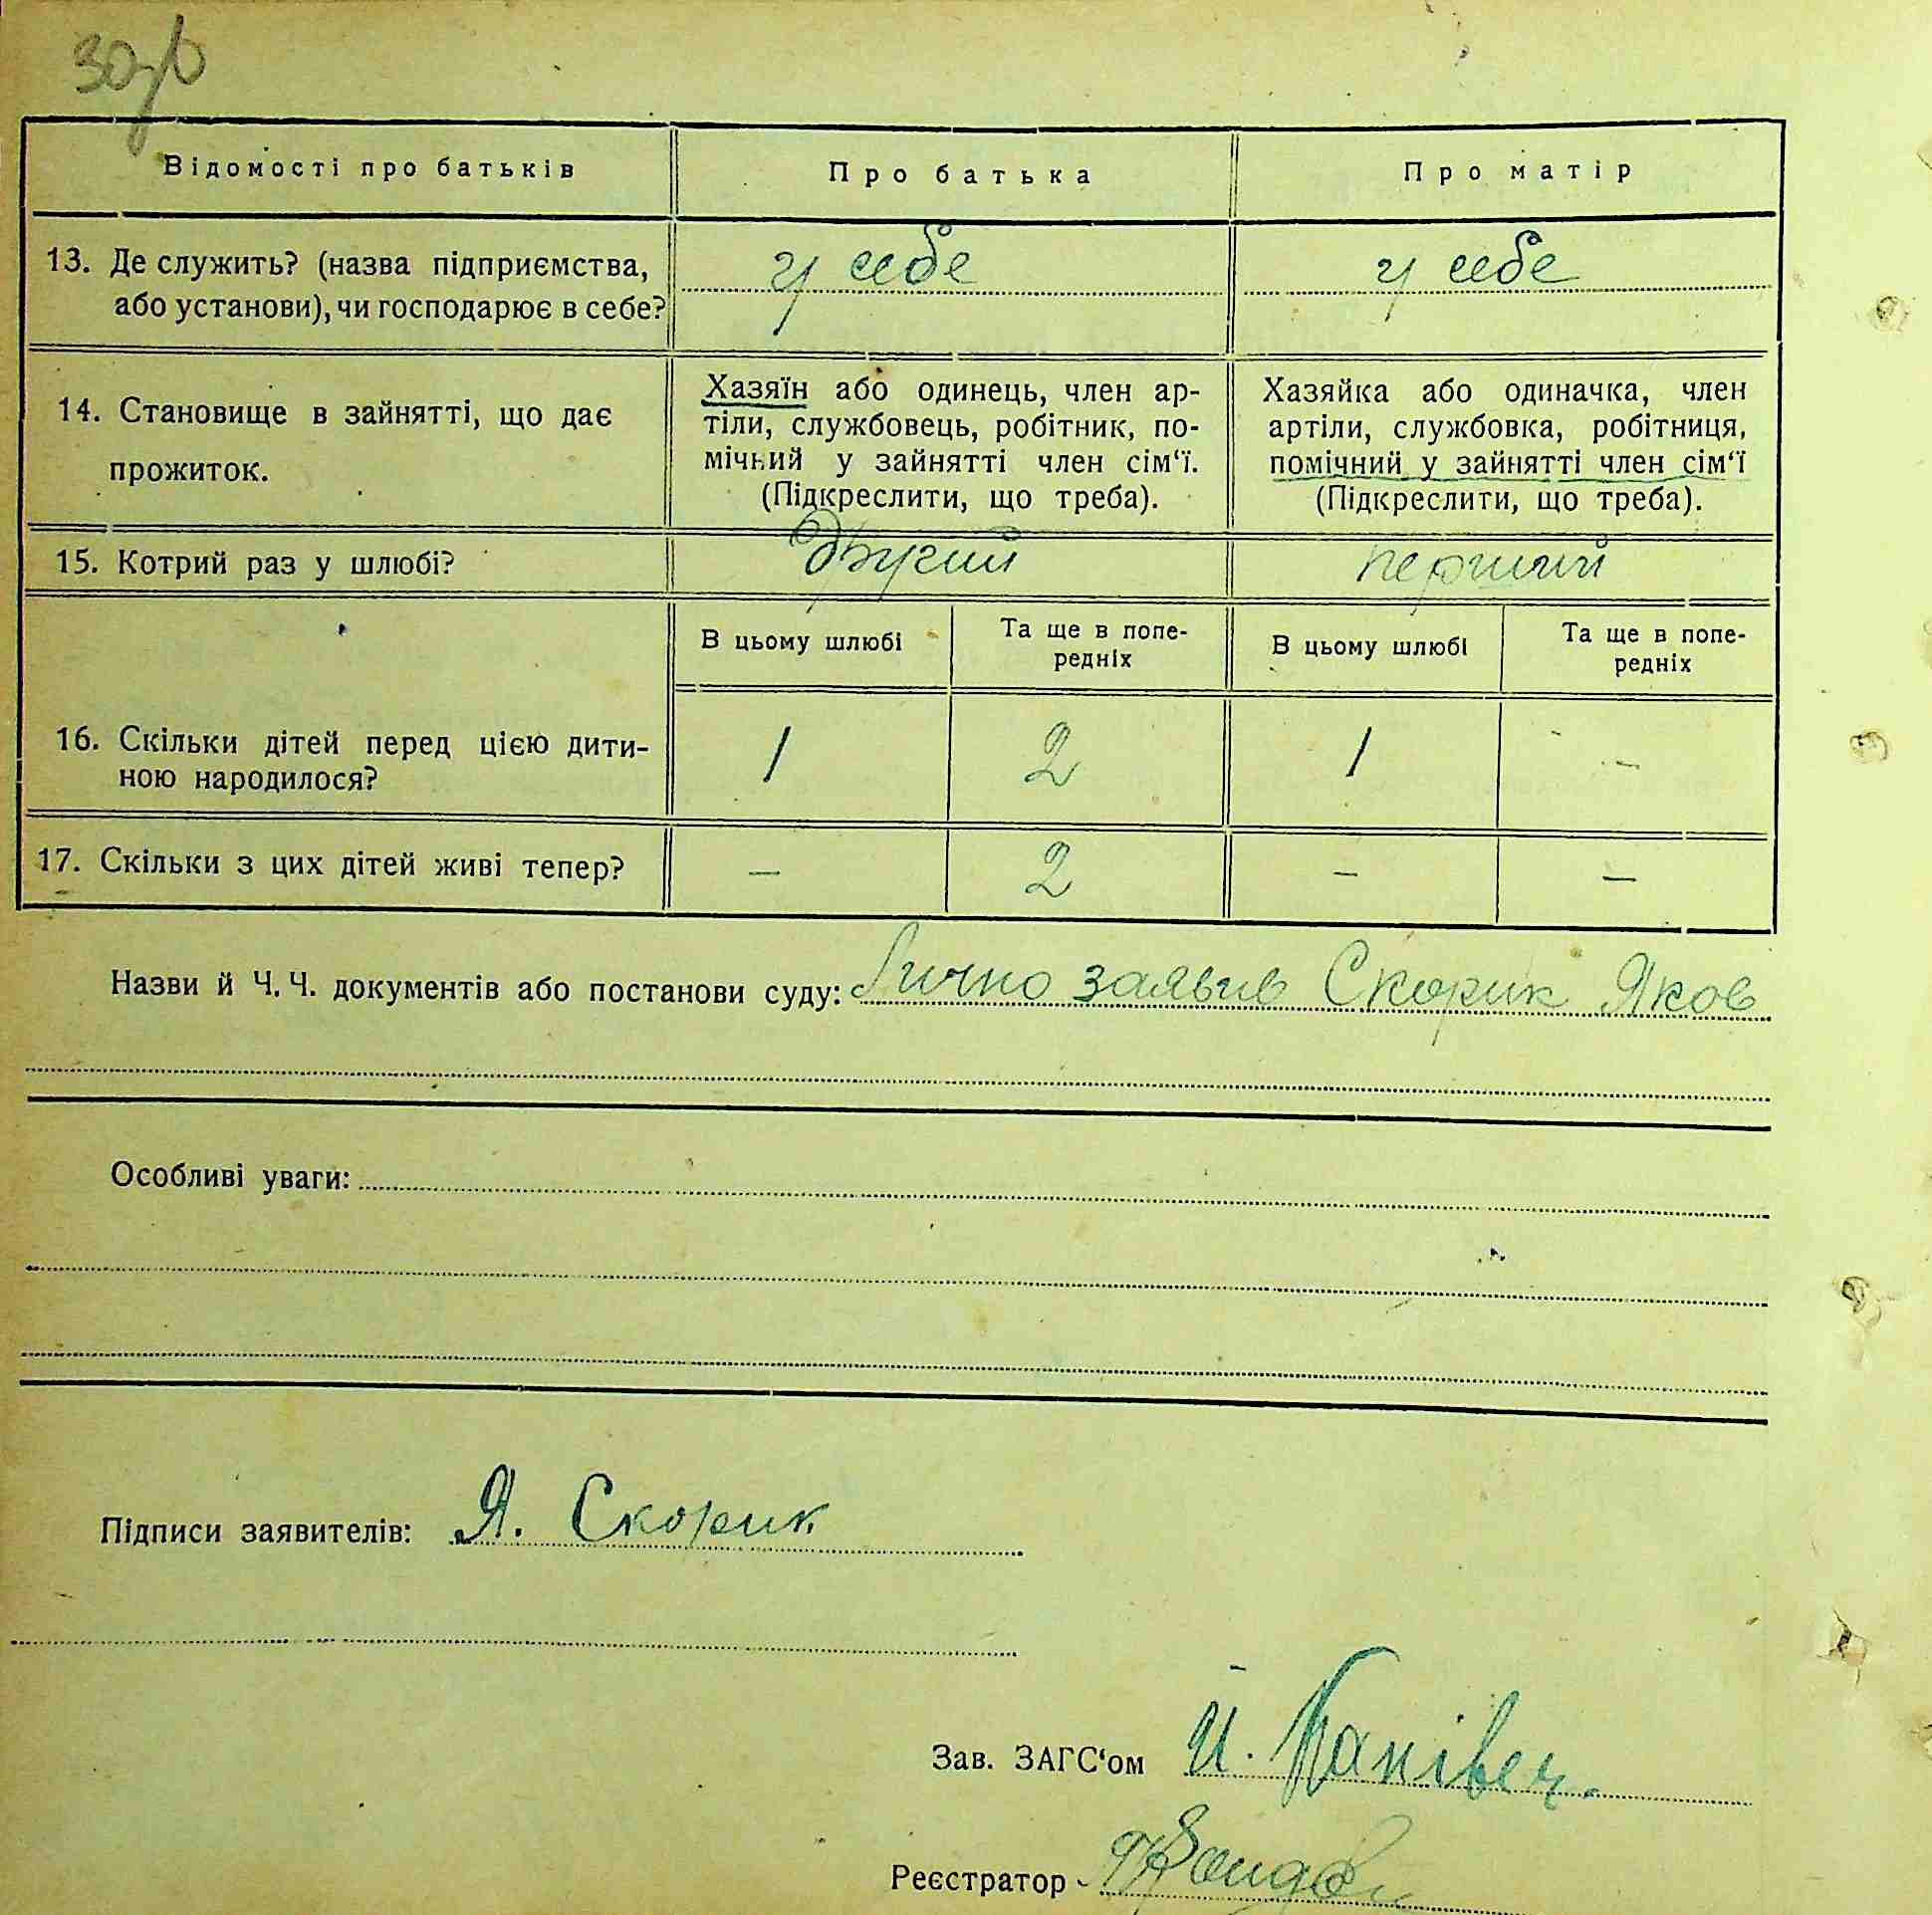 30зв
Відомості про батьків Про батька Про матір
13. Де служить? (назва підприємства, у себе у себе
або установи), чи господарює в себе?
14. Становище в зайнятті, що дає прожиток.
Хазяїн або одинець, член ар-
тіли, службовець, робітник, по-
мічний у зайнятті член сім‘ї.
(Підкреслити, що треба).
Хазяйка або одиначка, член
артіли, службовка, робітниця,
помічний у зайнятті член сім‘ї
(Підкреслити, що треба).
15. Котрий раз у шлюбі? другий перший
В цьому шлюбі Та ще в попе- В цьому шлюбі Та ще в попе-
редніх редніх
16. Скільки дітей перед цією дити- 1 2 1 –
ною народилося?
17. Скільки з цих дітей живі тепер? – 2 – –
Назви й Ч. Ч. документів або постанови суду: Лично заявив Скорик Яков
Особливі уваги:
Підписи заявителів: Я. Скорик
Зав. ЗАГС‘ом И. Канівец.
Реєстратор